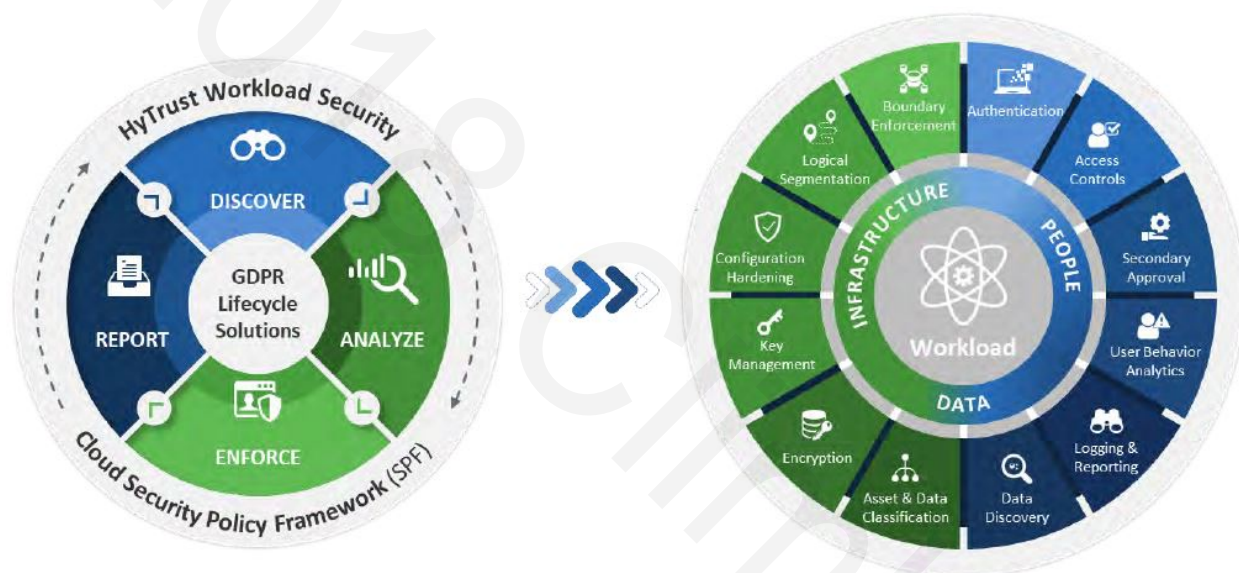 HyTrust Workload Security
DISCOVER
GDPR
Lifecycle
Solutions
REPORT
ANALYZE
ENFORCE
Cloud Security Policy Framework (SPF)
Boundary
Enforcement
Authentication
Access
Controls
Secondary
Approval
User Behavior
Analytics
Logging &
Reporting
Data
Discovery
Asset & Data
Classification
Encryption
Key
Management
Configuration
Hardening
Logical
Segmentation
INFRASTRUCTURE
PEOPLE
DATA
Workload